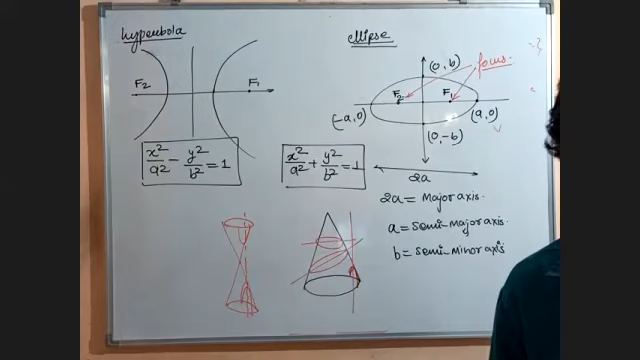 hyperbola
F₂
F₁
x²/a² - y²/b² = 1
ellipse
(0,b)
focus
F₂
F₁
(-a,0)
(a,0)
(0,-b)
x²/a² + y²/b² = 1
2a
2a = Major axis
a = semi-major axis.
b = semi-minor axis